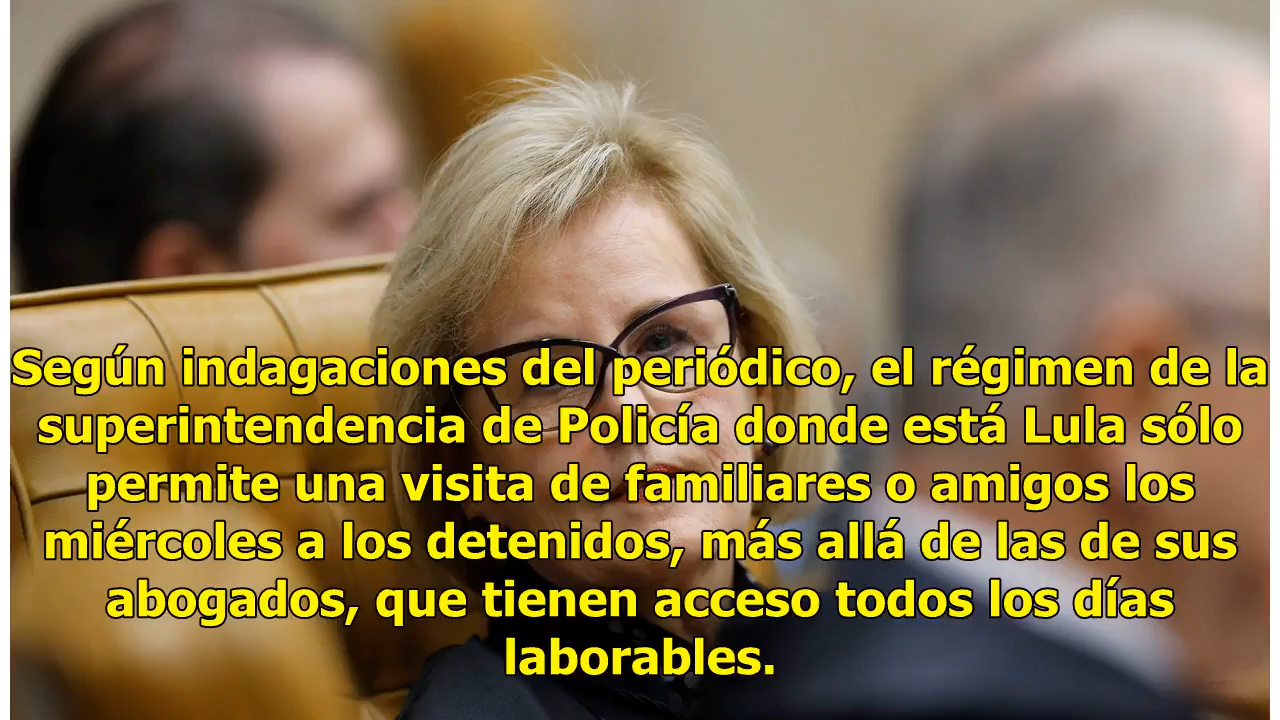 Según indagaciones del periódico, el régimen de la
superintendencia de Policía donde está Lula sólo
permite una visita de familiares o amigos los
miércoles a los detenidos, más allá de las de sus
abogados, que tienen acceso todos los días
laborables.